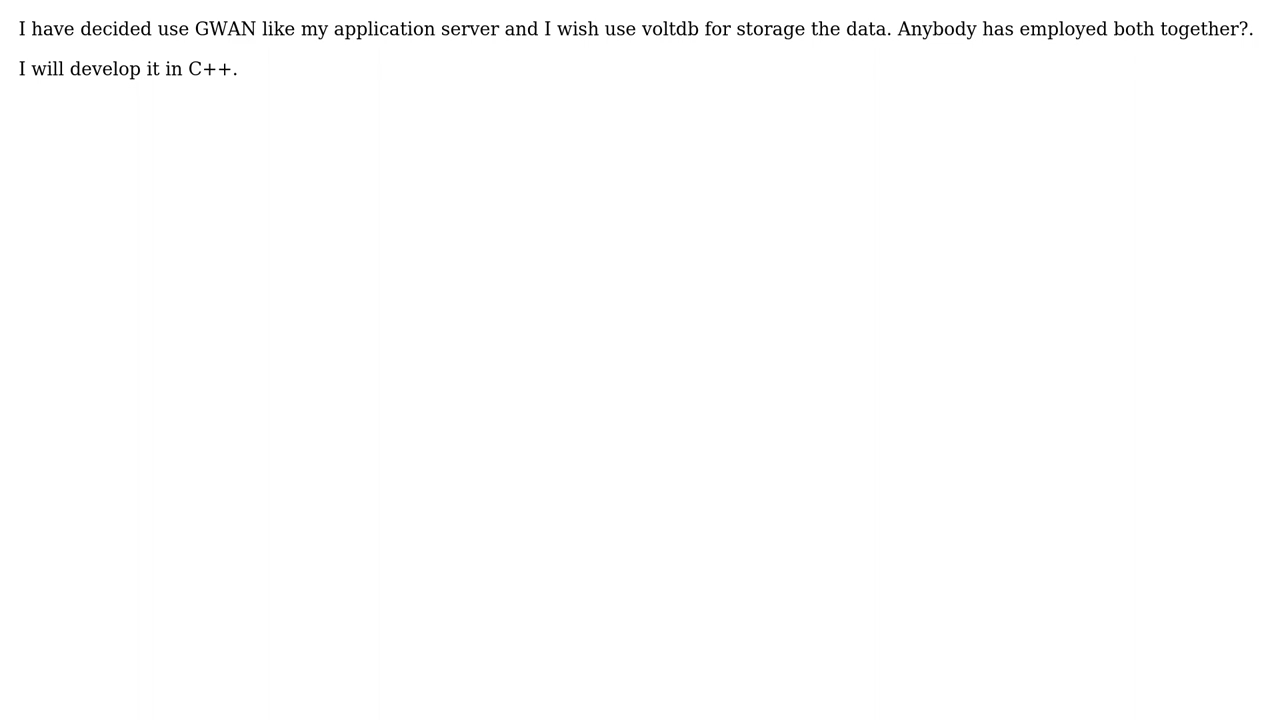 I have decided use GWAN like my application server and I wish use voltdb for storage the data. Anybody has employed both together?.
I will develop it in C++.